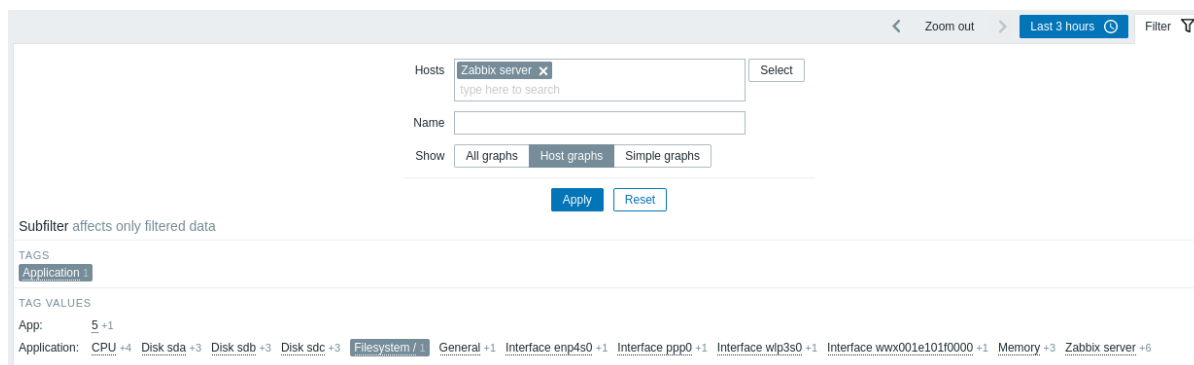 Zoom out Last 3 hours Filter
Hosts Zabbix server Select
type here to search
Name
Show All graphs Host graphs Simple graphs
Apply Reset
Subfilter affects only filtered data
TAGS
Application 1
TAG VALUES
App: 5 +1
Application: CPU +4 Disk sda +3 Disk sdb +3 Disk sdc +3 Filesystem / 1 General +1 Interface enp4s0 +1 Interface ppp0 +1 Interface wlp3s0 +1 Interface wwx001e101f0000 +1 Memory +3 Zabbix server +6